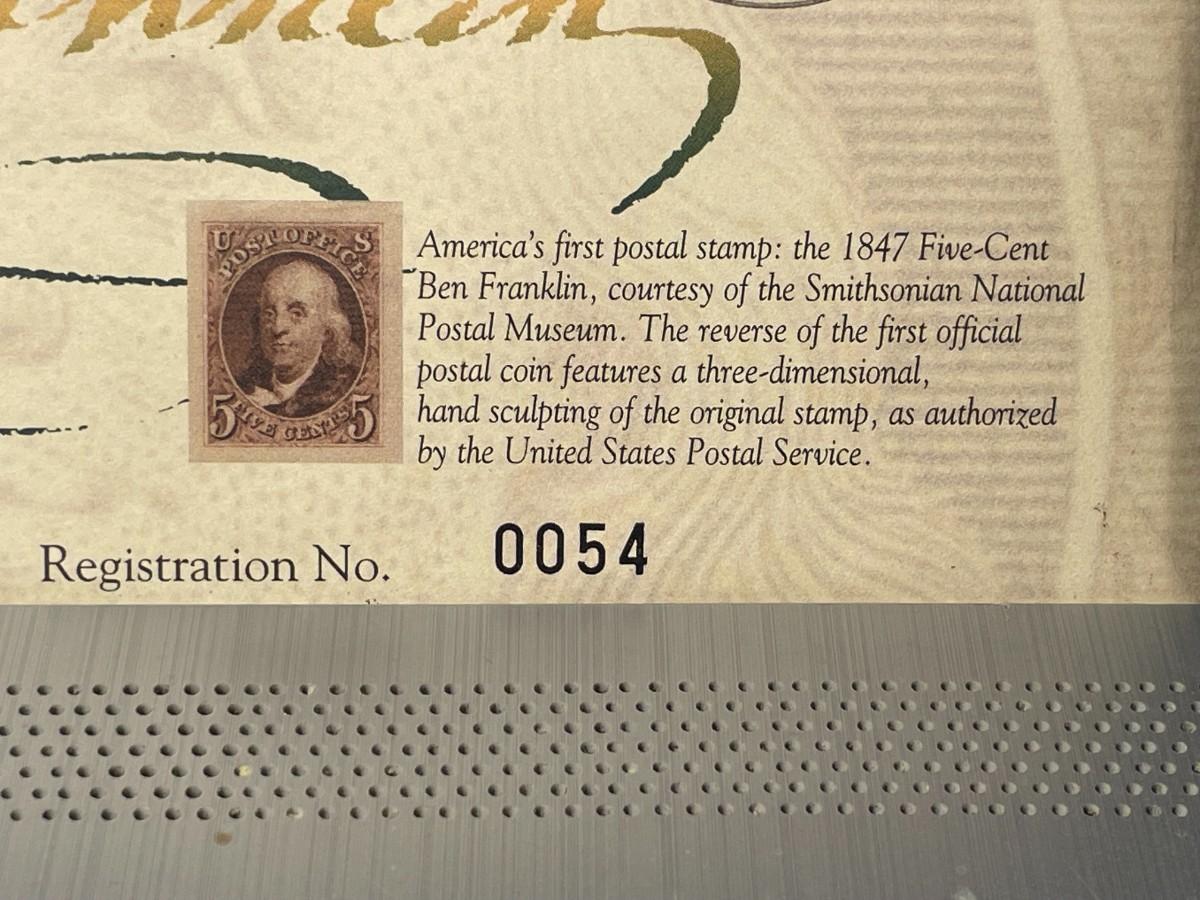 U S
POST OFFICE
5 FIVE CENTS 5
America's first postal stamp: the 1847 Five-Cent
Ben Franklin, courtesy of the Smithsonian National
Postal Museum. The reverse of the first official
postal coin features a three-dimensional,
hand sculpting of the original stamp, as authorized
by the United States Postal Service.
Registration No. 0054